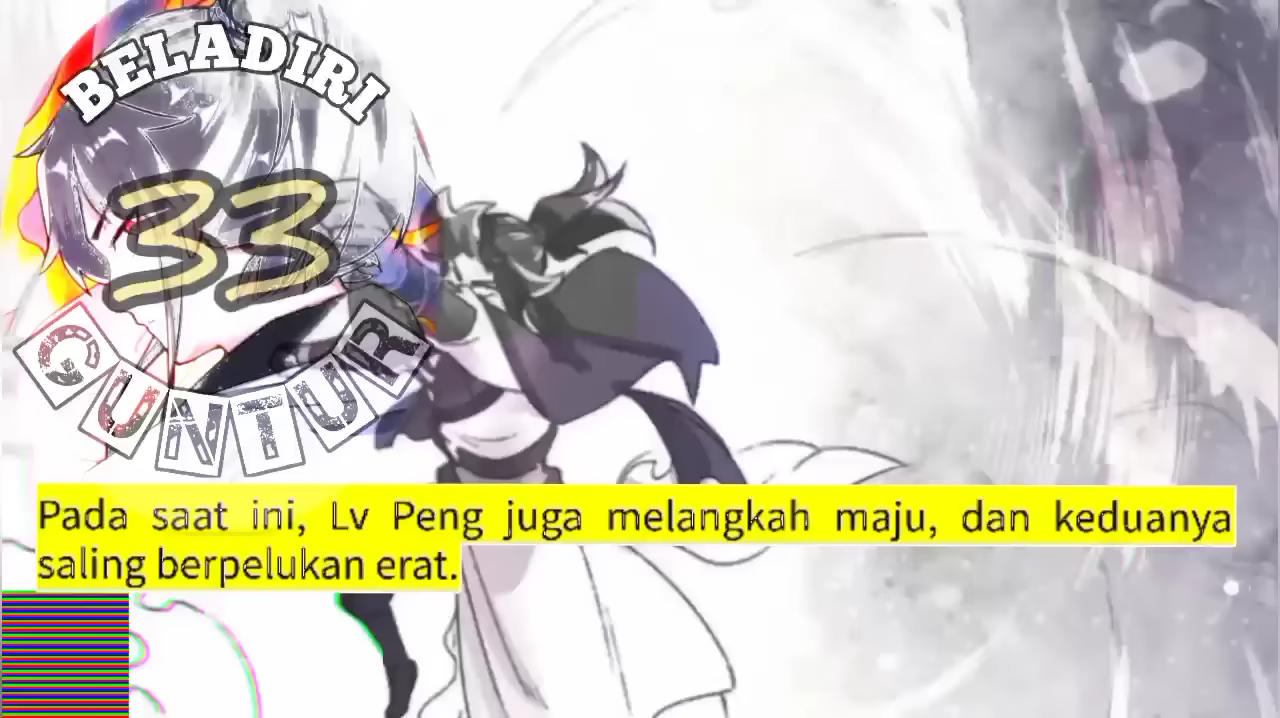 BELADIRI
33
GUNTUR
Pada saat ini, Lv Peng juga melangkah maju, dan keduanya
saling berpelukan erat.